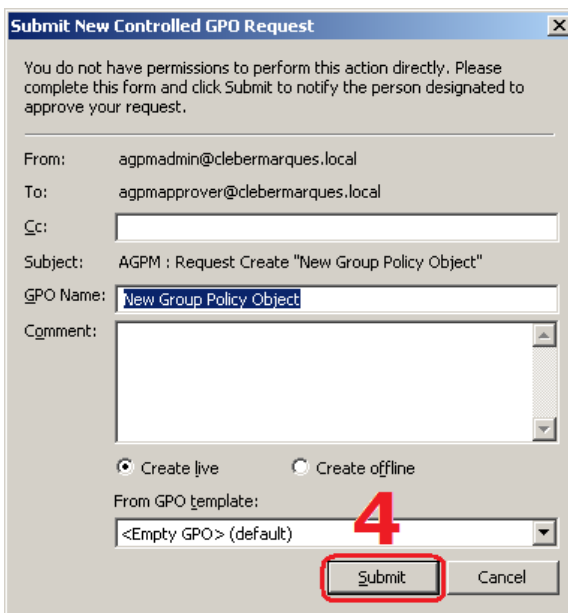 Submit New Controlled GPO Request
You do not have permissions to perform this action directly. Please
complete this form and click Submit to notify the person designated to
approve your request.
From: agpmadmin@clebermarques.local
To: agpmapprover@clebermarques.local
Cc:
Subject: AGPM : Request Create "New Group Policy Object"
GPO Name: New Group Policy Object
Comment:
Create live Create offline
From GPO template:
4
<Empty GPO> (default)
Submit Cancel